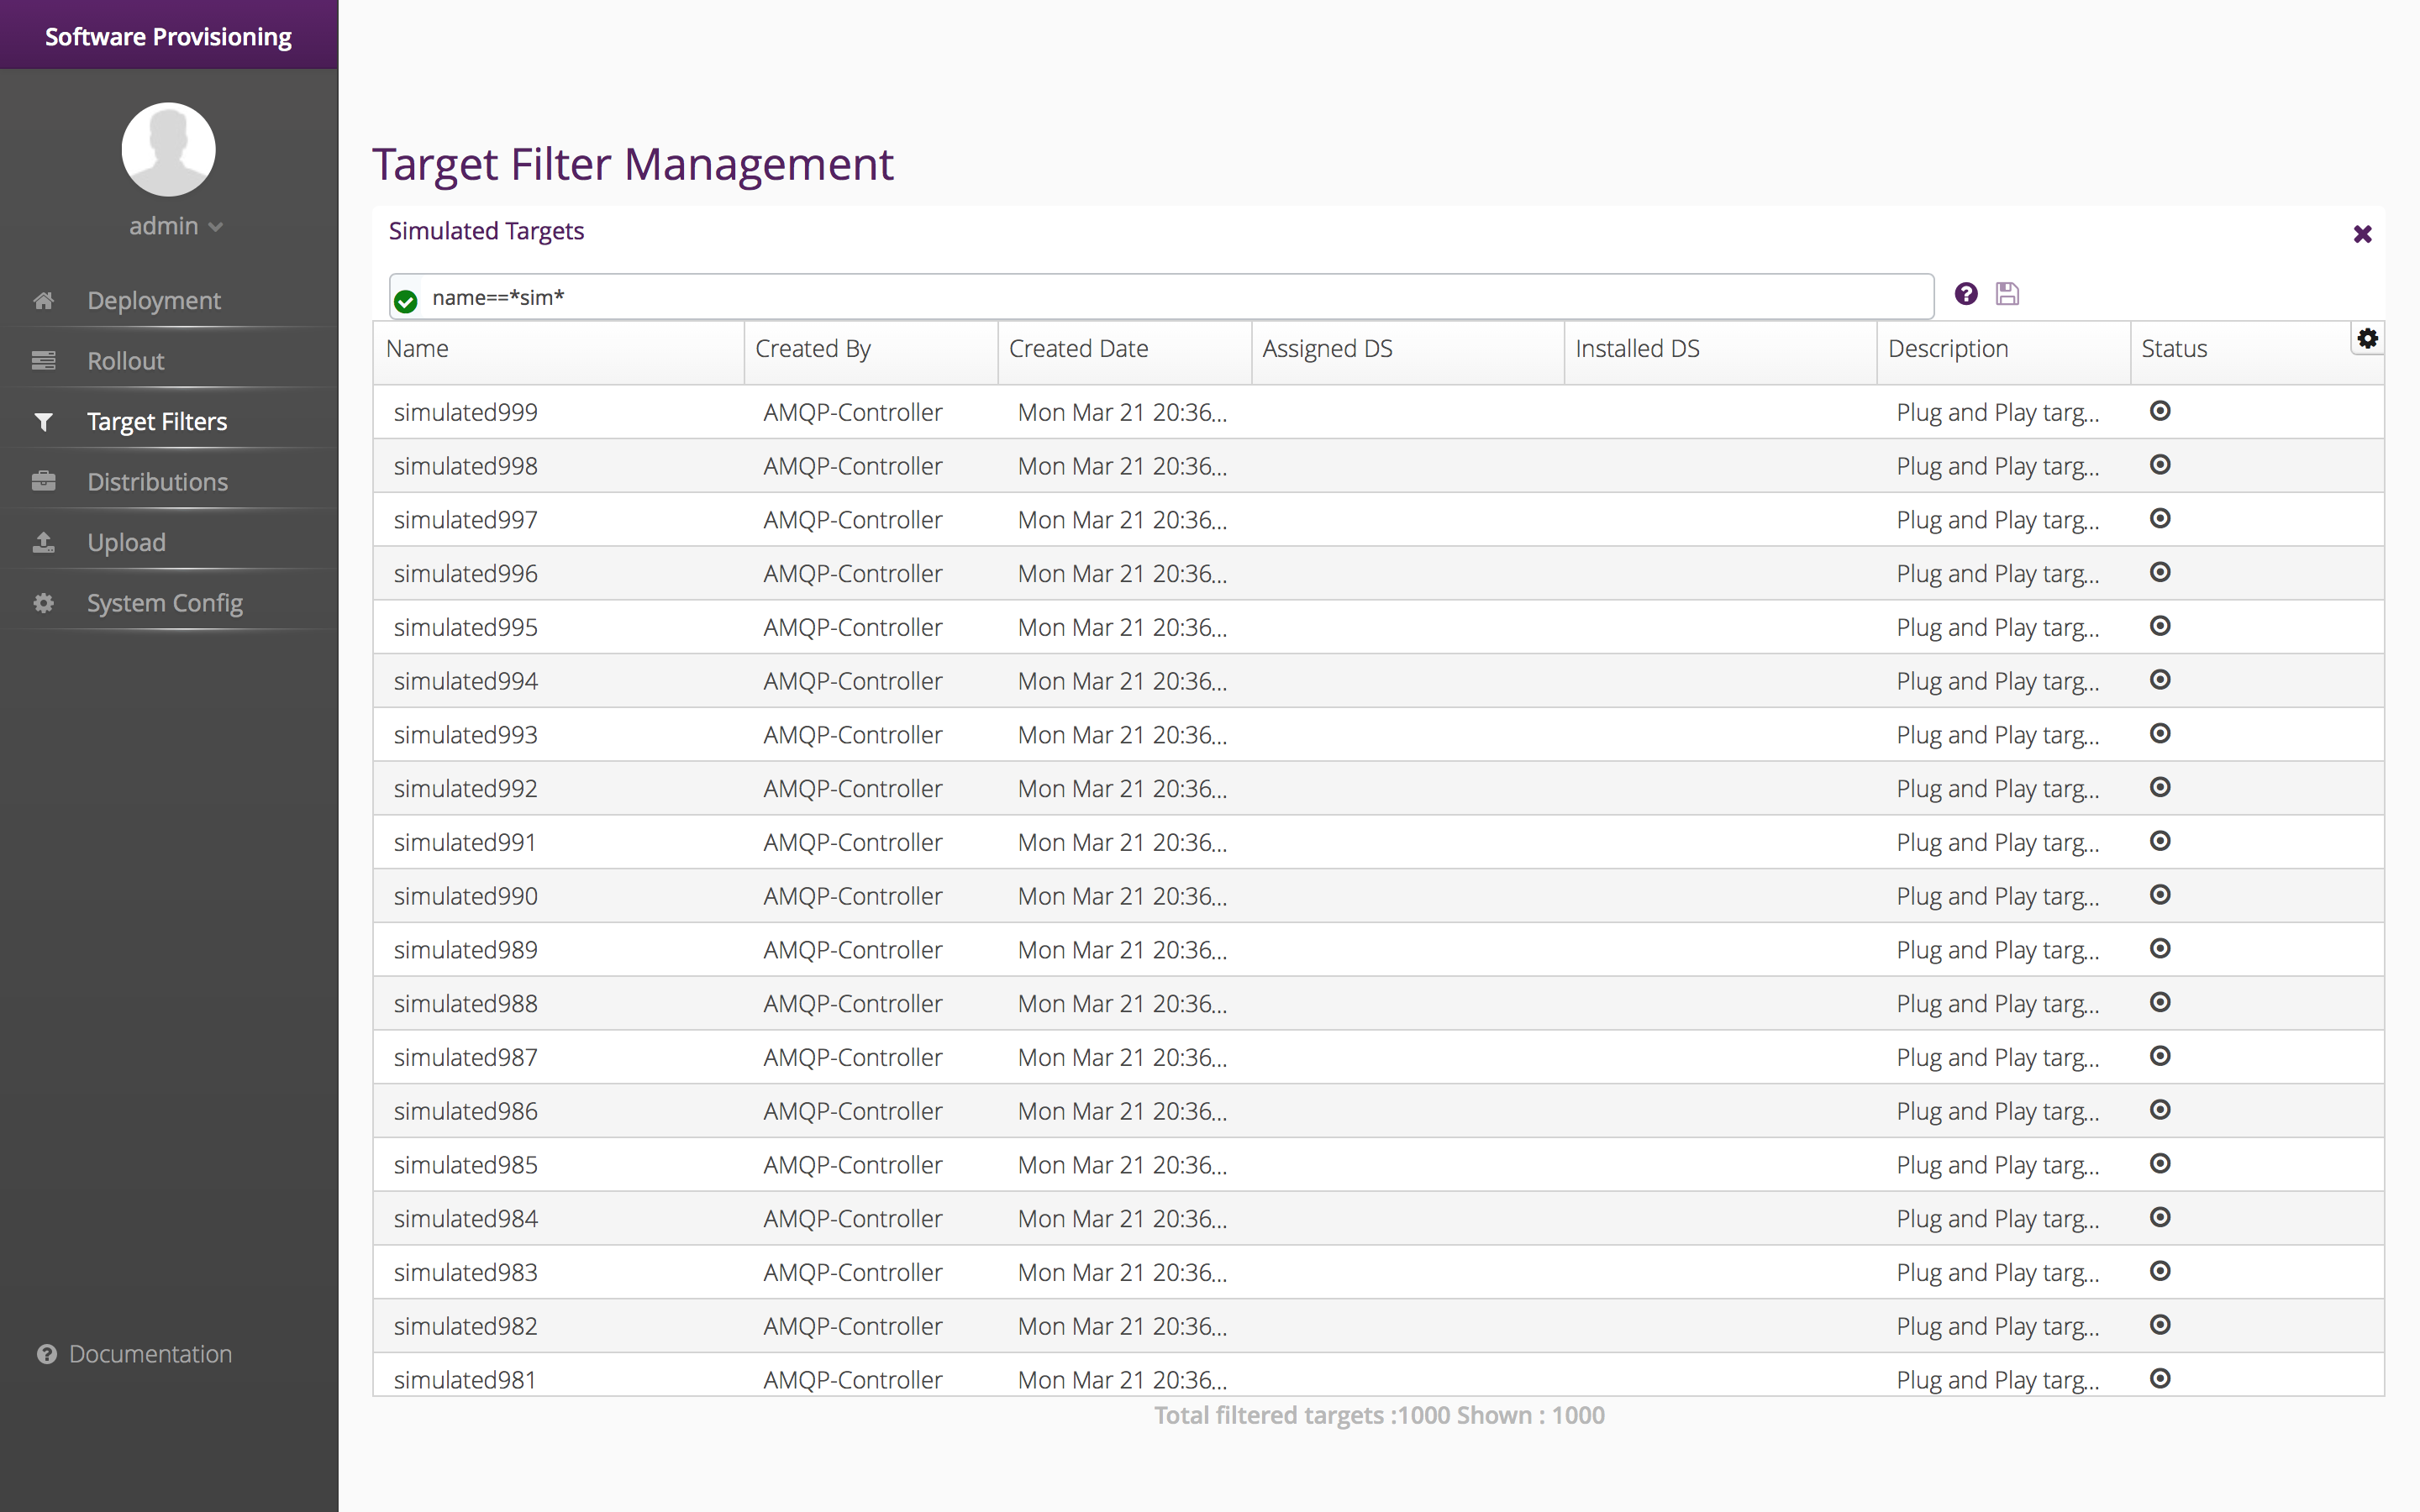 Software Provisioning
admin
Deployment
Rollout
Target Filters
Distributions
Upload
System Config
Documentation
Target Filter Management
Simulated Targets
name==*sim*
Name Created By Created Date Assigned DS Installed DS Description Status
simulated999 AMQP-Controller Mon Mar 21 20:36... Plug and Play targ...
simulated998 AMQP-Controller Mon Mar 21 20:36... Plug and Play targ...
simulated997 AMQP-Controller Mon Mar 21 20:36... Plug and Play targ...
simulated996 AMQP-Controller Mon Mar 21 20:36... Plug and Play targ...
simulated995 AMQP-Controller Mon Mar 21 20:36... Plug and Play targ...
simulated994 AMQP-Controller Mon Mar 21 20:36... Plug and Play targ...
simulated993 AMQP-Controller Mon Mar 21 20:36... Plug and Play targ...
simulated992 AMQP-Controller Mon Mar 21 20:36... Plug and Play targ...
simulated991 AMQP-Controller Mon Mar 21 20:36... Plug and Play targ...
simulated990 AMQP-Controller Mon Mar 21 20:36... Plug and Play targ...
simulated989 AMQP-Controller Mon Mar 21 20:36... Plug and Play targ...
simulated988 AMQP-Controller Mon Mar 21 20:36... Plug and Play targ...
simulated987 AMQP-Controller Mon Mar 21 20:36... Plug and Play targ...
simulated986 AMQP-Controller Mon Mar 21 20:36... Plug and Play targ...
simulated985 AMQP-Controller Mon Mar 21 20:36... Plug and Play targ...
simulated984 AMQP-Controller Mon Mar 21 20:36... Plug and Play targ...
simulated983 AMQP-Controller Mon Mar 21 20:36... Plug and Play targ...
simulated982 AMQP-Controller Mon Mar 21 20:36... Plug and Play targ...
simulated981 AMQP-Controller Mon Mar 21 20:36... Plug and Play targ...
Total filtered targets :1000 Shown : 1000